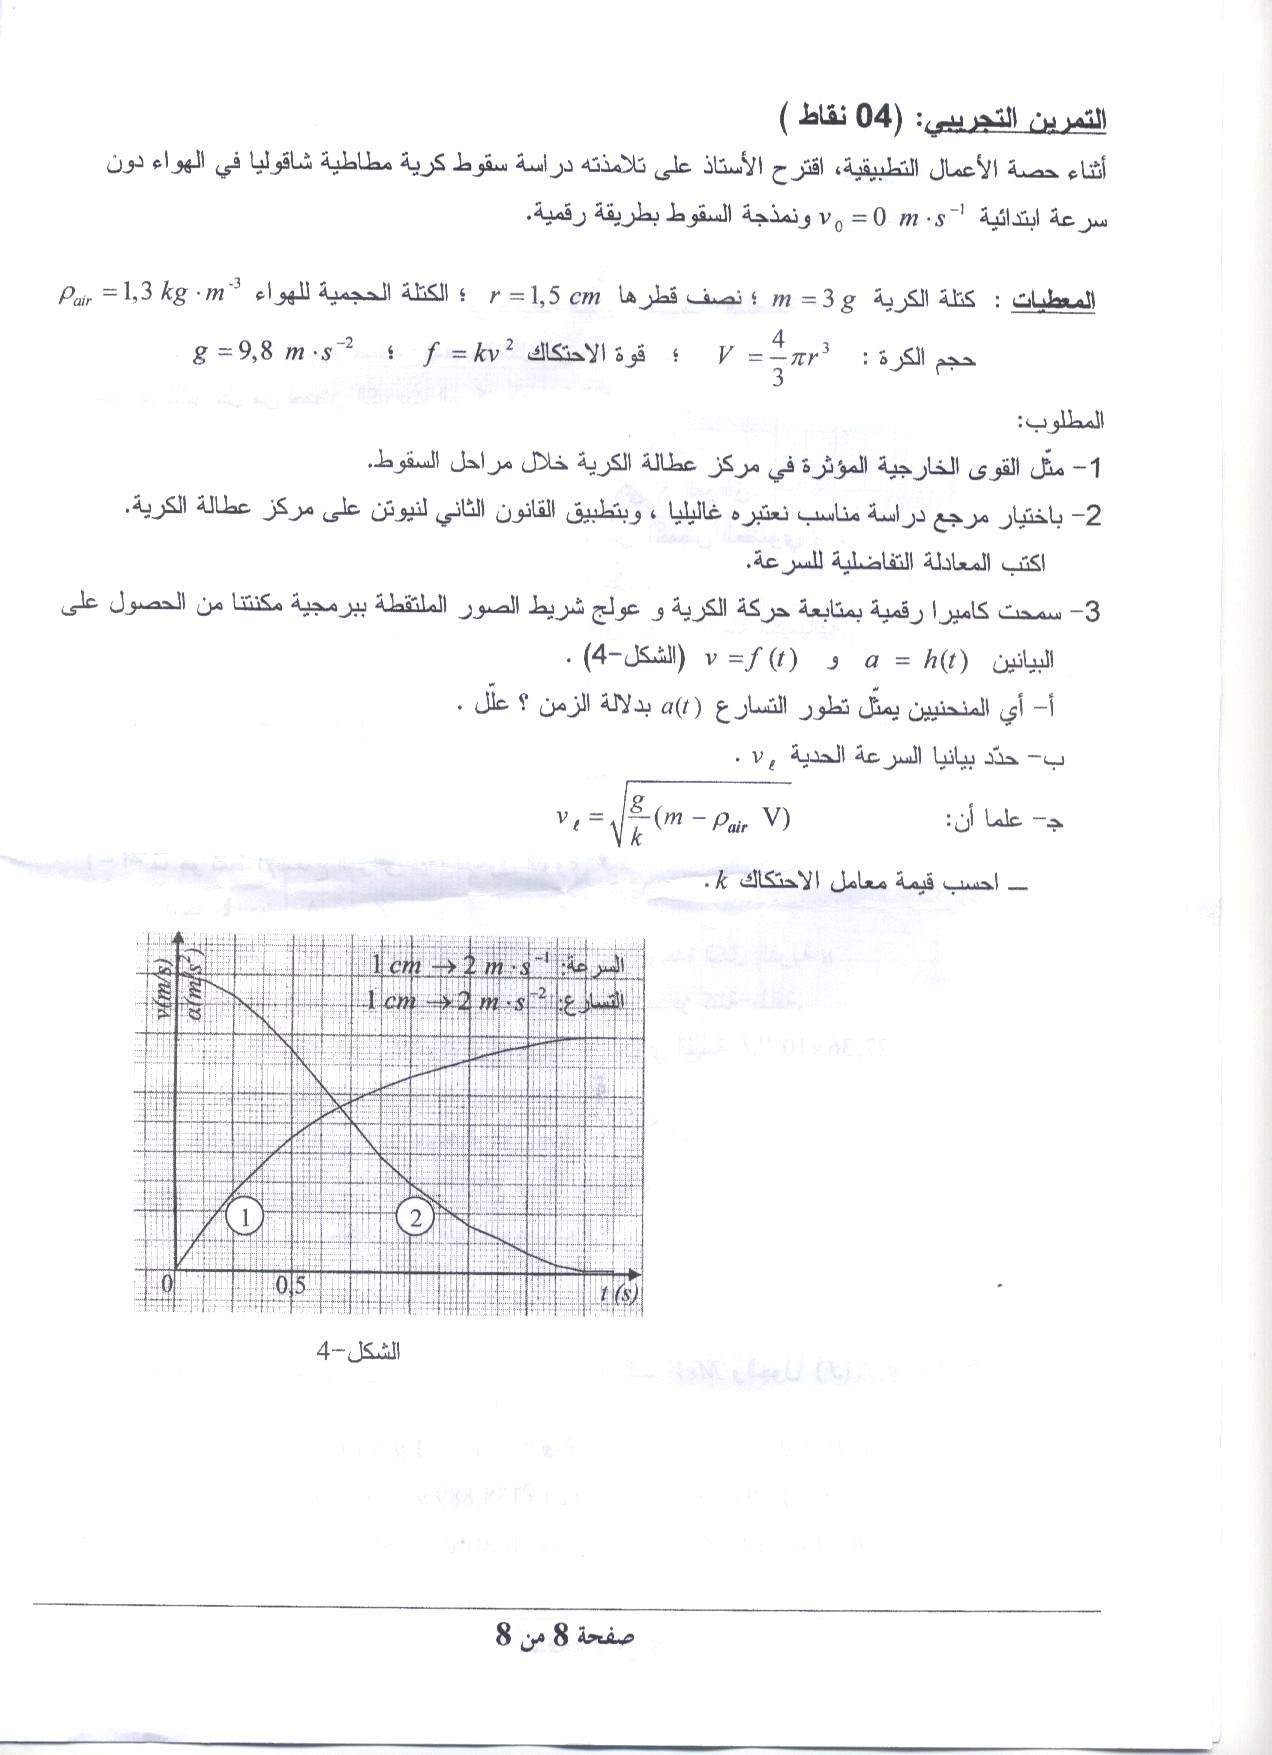 التمرين التجريبي: (04 نقاط )
أثناء حصة الأعمال التطبيقية، اقترح الأستاذ على تلامذته دراسة سقوط كرية مطاطية شاقوليا في الهواء دون
سرعة ابتدائية v₀ = 0 m·s⁻¹ ونمذجة السقوط بطريقة رقمية.
المعطيات : كتلة الكرية m = 3 g ؛ نصف قطرها r = 1,5 cm ؛ الكتلة الحجمية للهواء ρair = 1,3 kg·m⁻³
حجم الكرة : V = 4/3 πr³ ؛ قوة الاحتكاك f = kv² ؛ g = 9,8 m·s⁻²
المطلوب:
1- مثّل القوى الخارجية المؤثرة في مركز عطالة الكرية خلال مراحل السقوط.
2- باختيار مرجع دراسة مناسب نعتبره غاليليا ، وبتطبيق القانون الثاني لنيوتن على مركز عطالة الكرية.
اكتب المعادلة التفاضلية للسرعة.
3- سمحت كاميرا رقمية بمتابعة حركة الكرية و عولج شريط الصور الملتقطة ببرمجية مكنتنا من الحصول على
البيانين a = h(t) و v = f(t) (الشكل-4) .
أ- أي المنحنيين يمثّل تطور التسارع a(t) بدلالة الزمن ؟ علّل .
ب- حدّد بيانيا السرعة الحدية vℓ .
جـ- علما أن: vℓ = √(g/k (m − ρair V))
ـ احسب قيمة معامل الاحتكاك k.
v(m/s)
a(m/s²)
السرعة: 1 cm → 2 m·s⁻¹
التسارع: 1 cm → 2 m·s⁻²
1
2
0
0,5
t (s)
الشكل-4
صفحة 8 من 8